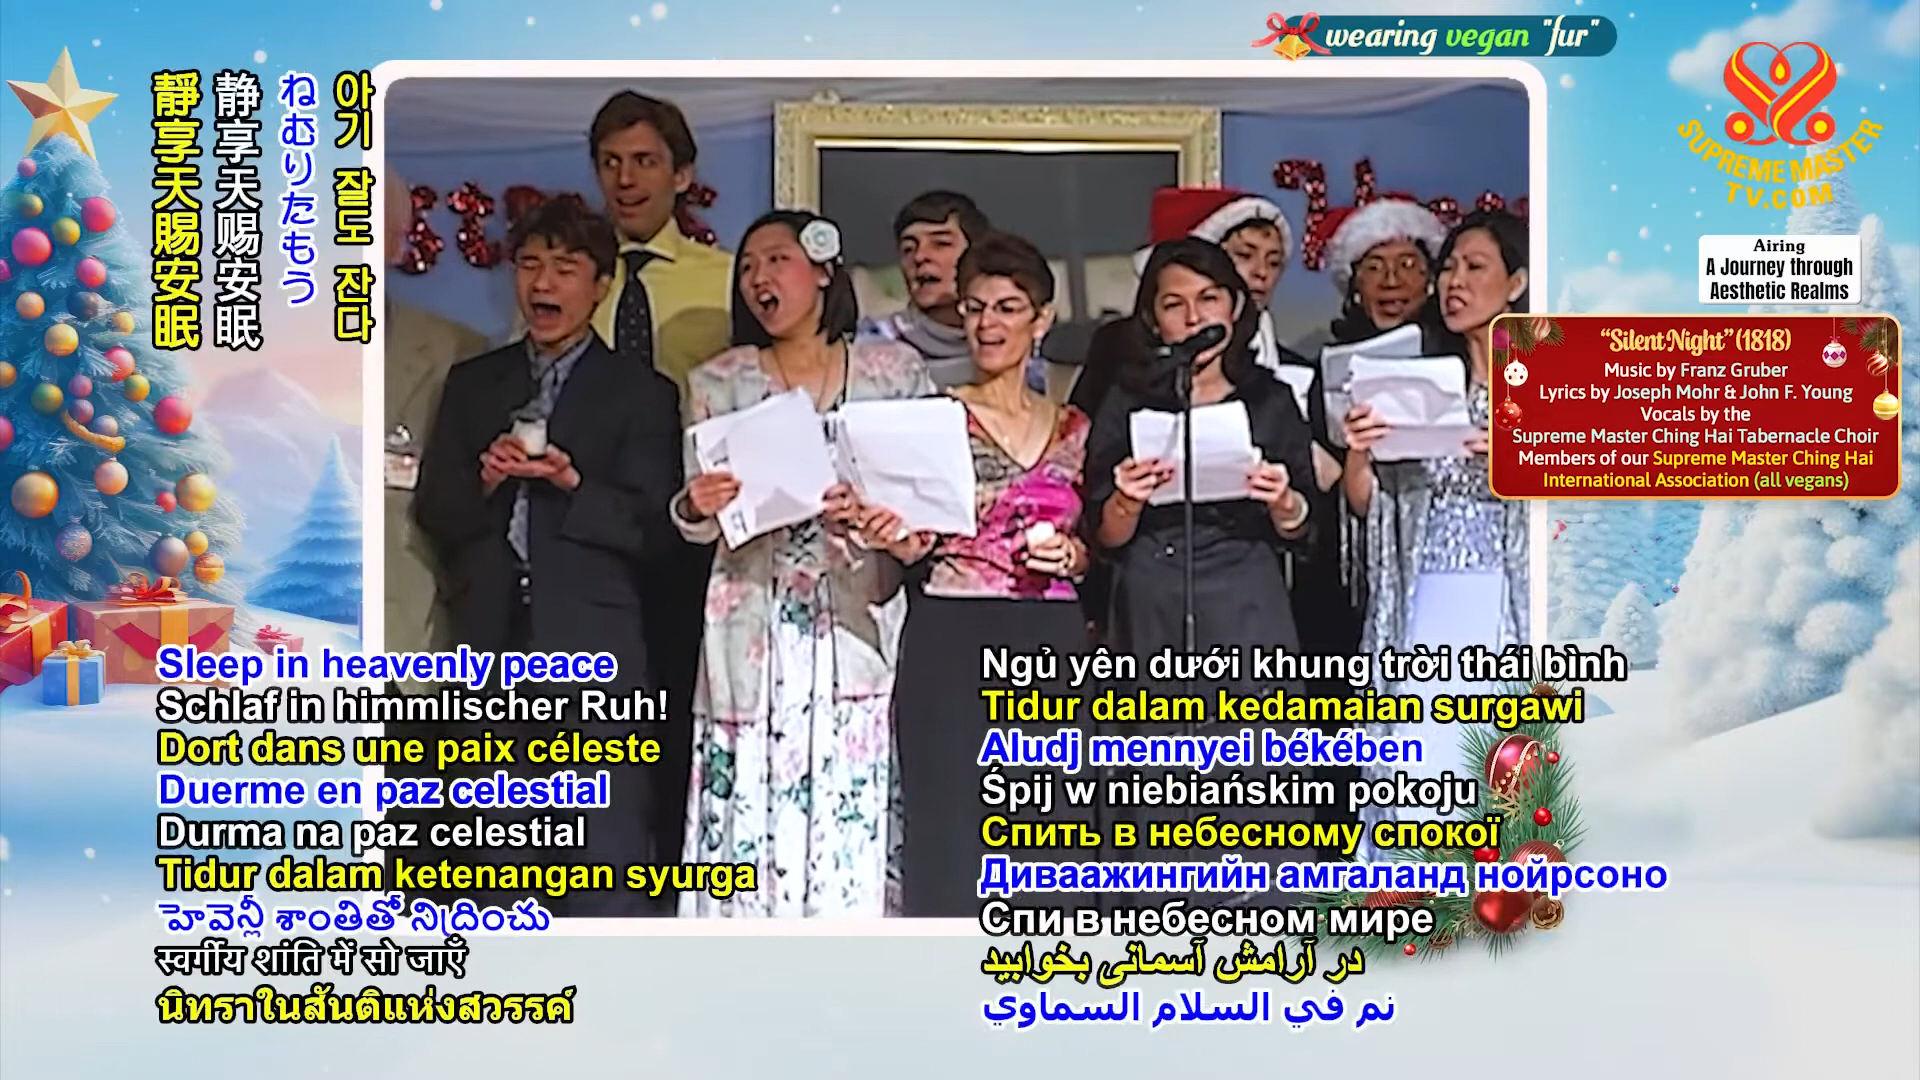 wearing vegan "fur"
靜享天賜安眠
静享天赐安眠
ねむりたもう
아기 잘도 잔다
SUPREME MASTER
TV.COM
Airing
A Journey through
Aesthetic Realms
"Silent Night" (1818)
Music by Franz Gruber
Lyrics by Joseph Mohr & John F. Young
Vocals by the
Supreme Master Ching Hai Tabernacle Choir
Members of our Supreme Master Ching Hai
International Association (all vegans)
Sleep in heavenly peace
Schlaf in himmlischer Ruh!
Dort dans une paix céleste
Duerme en paz celestial
Durma na paz celestial
Tidur dalam ketenangan syurga
హెవెన్లీ శాంతితో నిద్రించు
स्वर्गीय शांति में सो जाएँ
นิทราในสันติแห่งสวรรค์
Ngủ yên dưới khung trời thái bình
Tidur dalam kedamaian surgawi
Aludj mennyei békében
Śpij w niebiańskim pokoju
Спить в небесному спокої
Диваажингийн амгаланд нойрсоно
Спи в небесном мире
در آرامش آسمانی بخوابید
نم في السلام السماوي